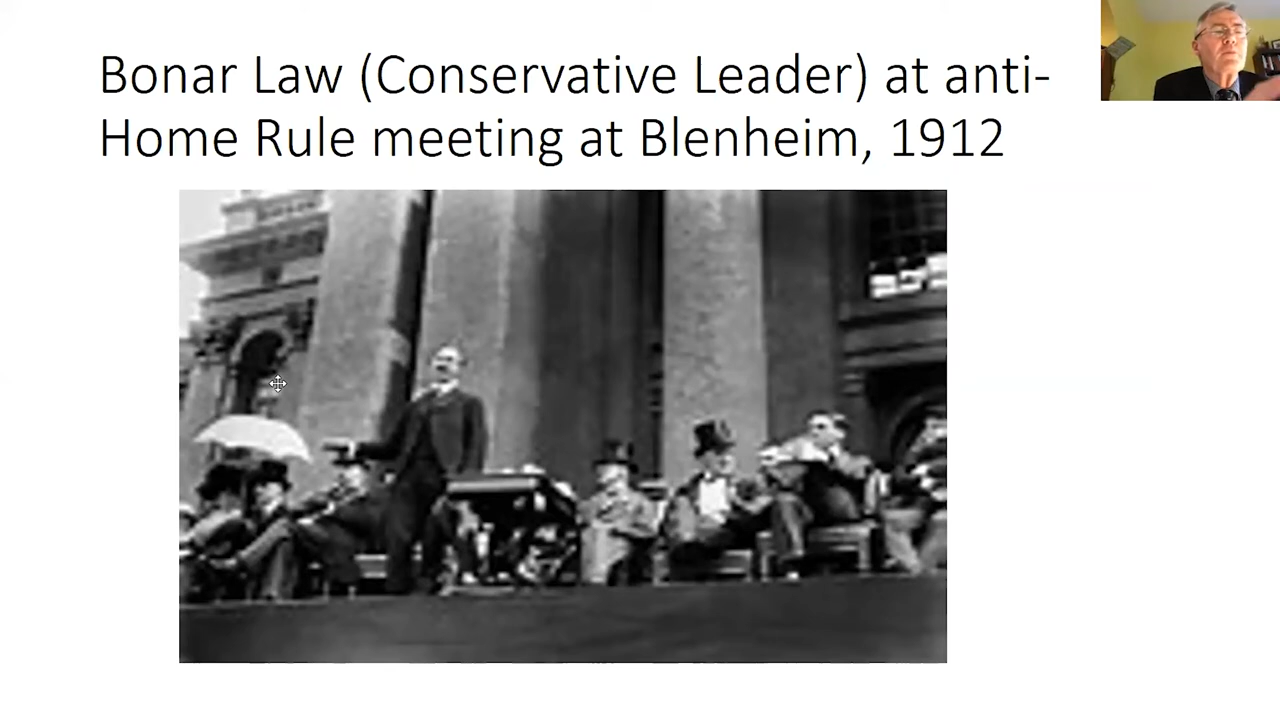 Bonar Law (Conservative Leader) at anti-
Home Rule meeting at Blenheim, 1912